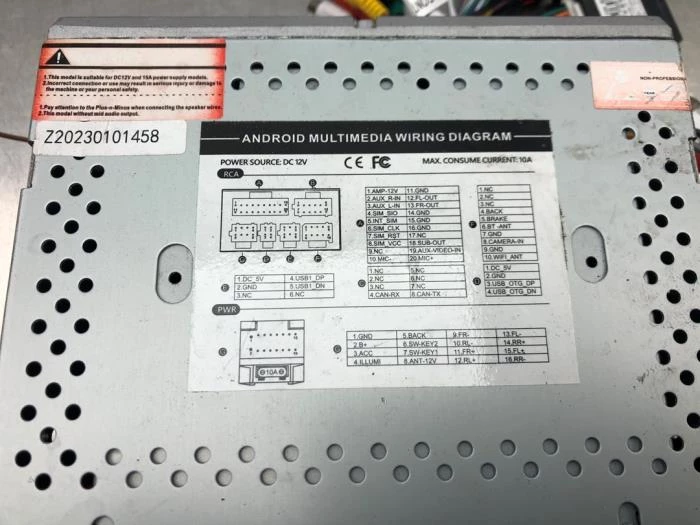 1.This model is suitable for DC12V and 15A power supply models.
2.Incorrect connection or use may result in serious injury or damage to
the machine or your personal safety.
1.Pay attention to the Plus-n-Minus when connecting the speaker wires.
2.This model without mid audio output.
NON-PROFESSION
YEAR
Z20230101458
ANDROID MULTIMEDIA WIRING DIAGRAM
POWER SOURCE: DC 12V CE FC MAX. CONSUME CURRENT: 10A
RCA
1.AMP-12V 11.GND
2.AUX_R-IN 12.FL-OUT
3.AUX_L-IN 13.FR-OUT
4.SIM_SIO 14.GND
5.INT_SIM 15.GND
6.SIM_CLK 16.GND
7.SIM_RST 17.NC
8.SIM_VCC 18.SUB-OUT
9.NC 19.AUX-VIDEO-IN
10.MIC- 20.MIC+
1.NC
2.NC
3.NC
4.BACK
5.BRAKE
6.BT-ANT
7.GND
8.CAMERA-IN
9.GND
10.WIFI_ANT
1.DC_5V 4.USB1_DP
2.GND 5.USB1_DN
3.NC 6.NC
1.NC 5.NC
2.NC 6.NC
3.NC 7.NC
4.CAN-RX 8.CAN-TX
1.DC_5V
2.GND
3.USB_OTG_DP
4.USB_OTG_DN
PWR
10A
1.GND 5.BACK 9.FR- 13.FL-
2.B+ 6.SW-KEY2 10.RL- 14.RR+
3.ACC 7.SW-KEY1 11.FR+ 15.FL+
4.ILLUMI 8.ANT-12V 12.RL+ 16.RR-